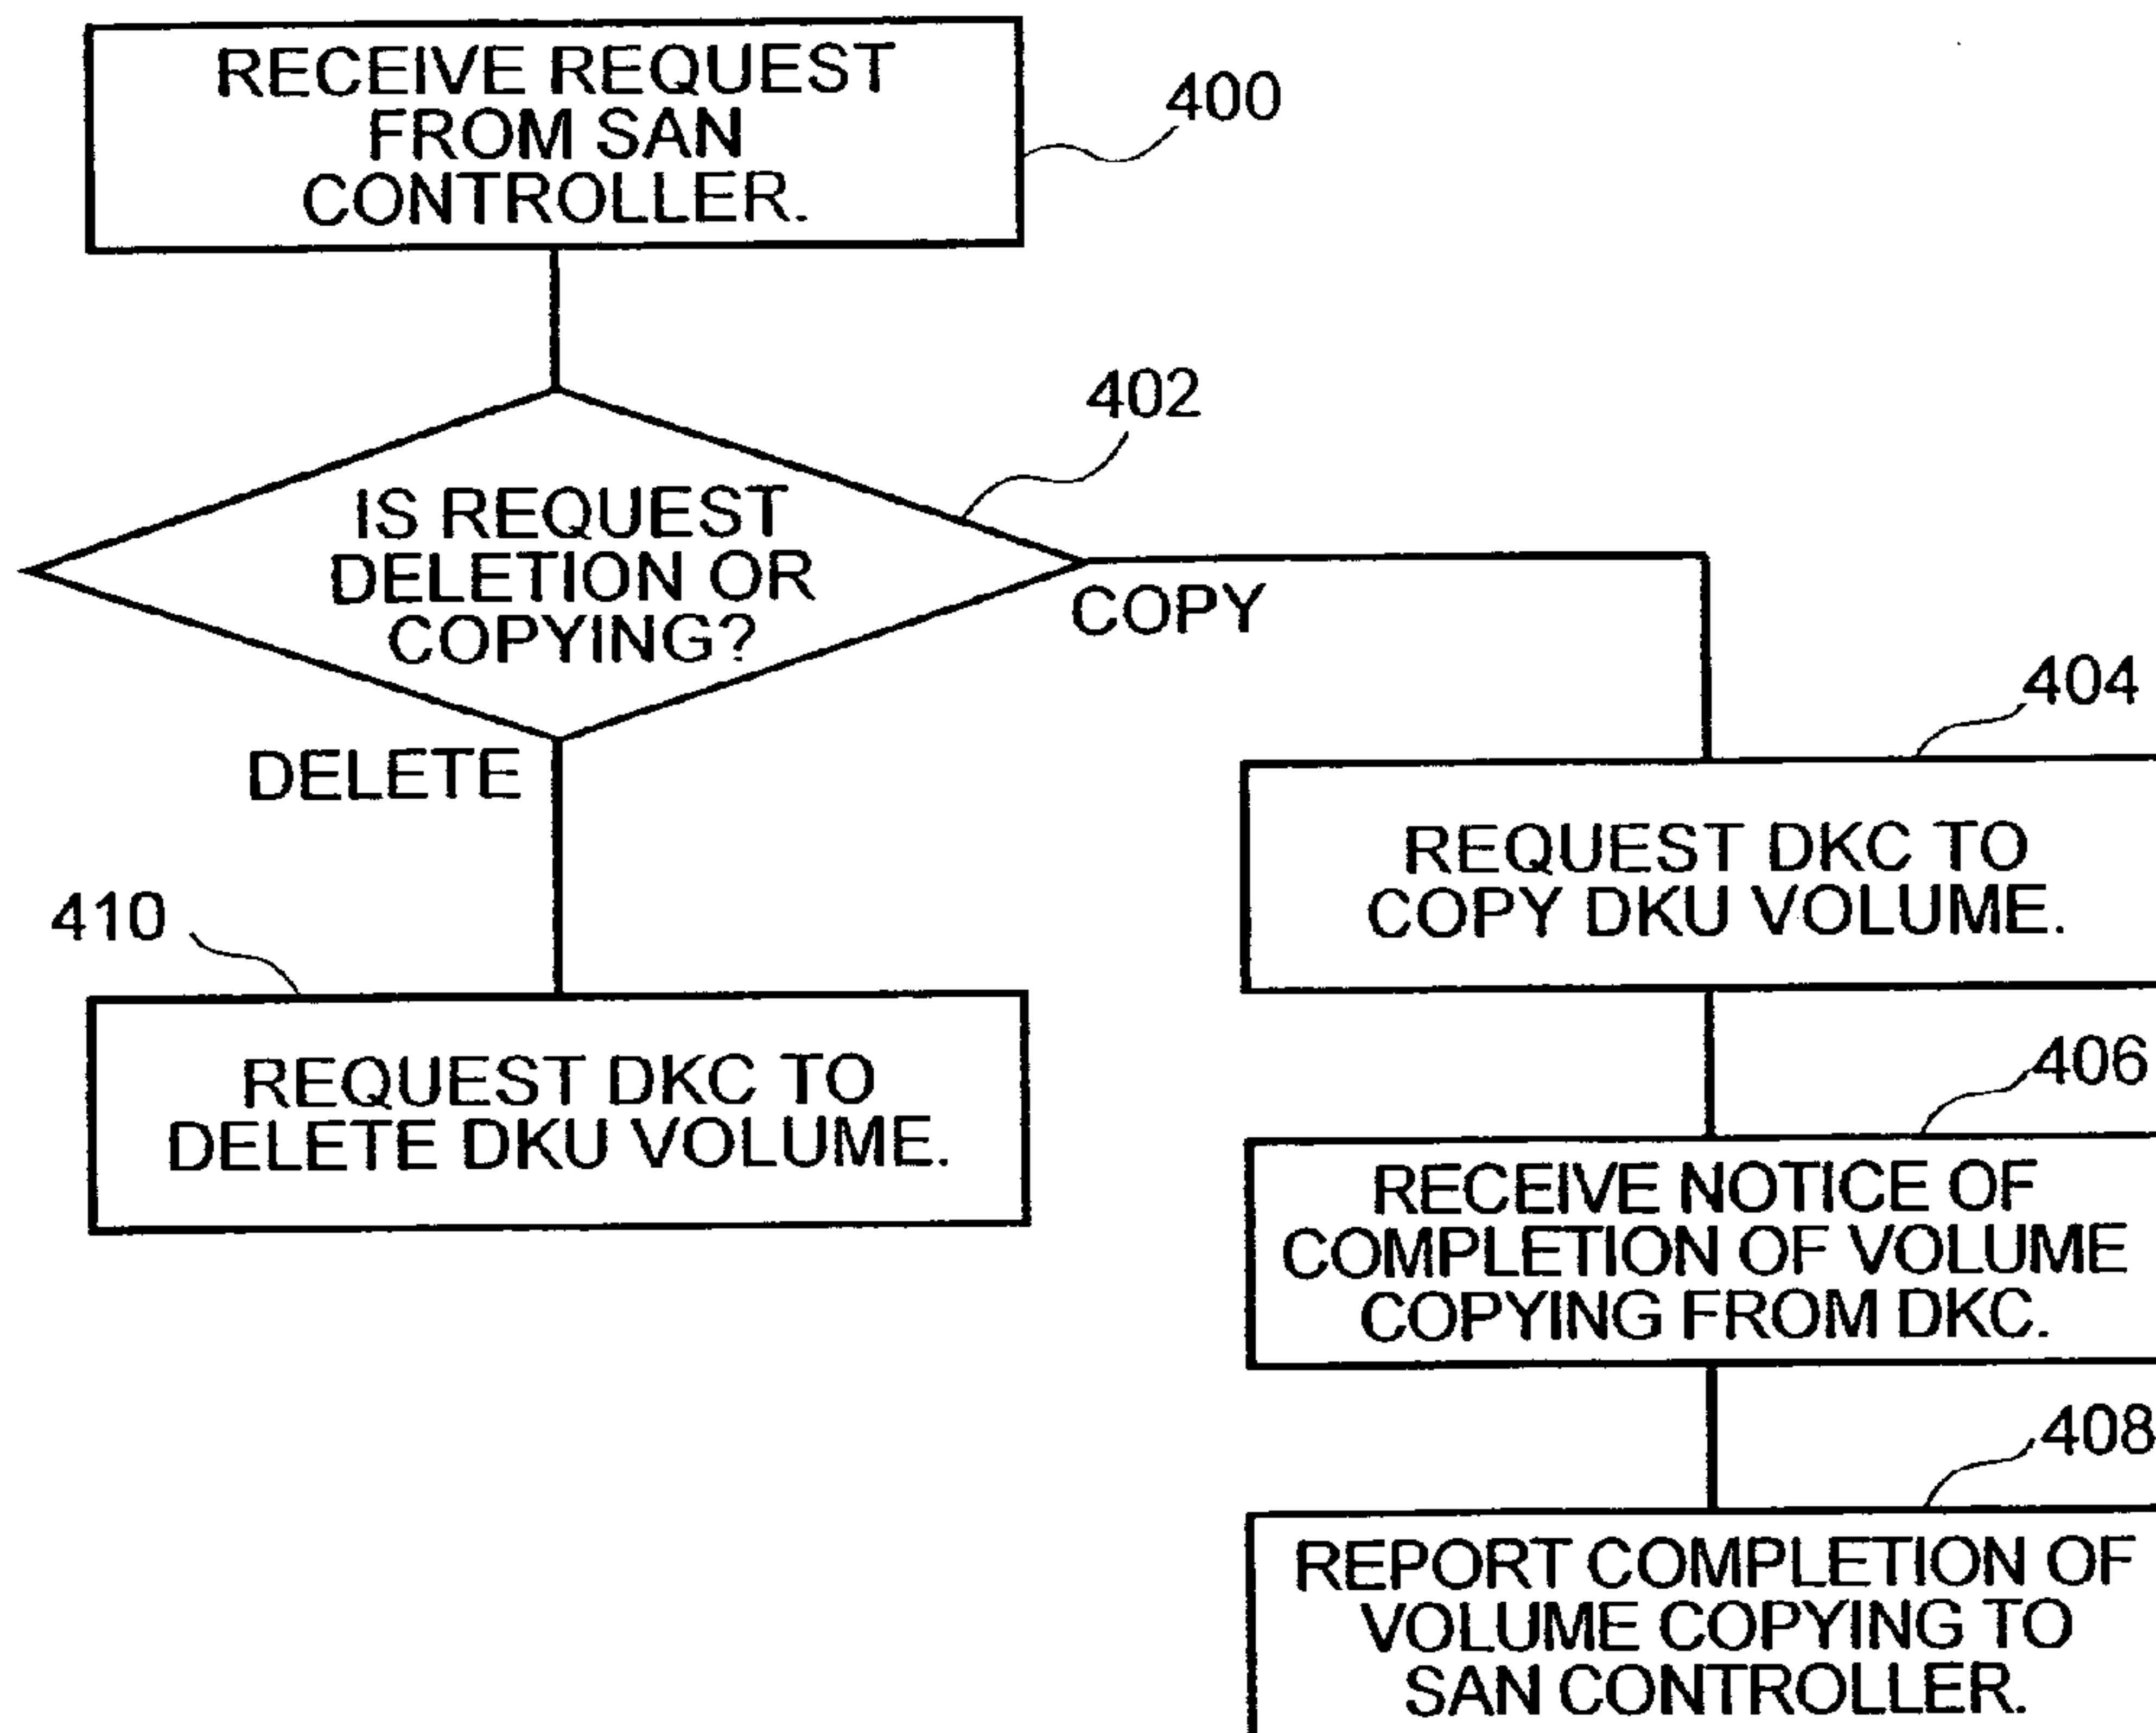 RECEIVE REQUEST
FROM SAN
CONTROLLER.
400
402
IS REQUEST
DELETION OR
COPYING?
COPY
DELETE
404
REQUEST DKC TO
COPY DKU VOLUME.
410
REQUEST DKC TO
DELETE DKU VOLUME.
406
RECEIVE NOTICE OF
COMPLETION OF VOLUME
COPYING FROM DKC.
408
REPORT COMPLETION OF
VOLUME COPYING TO
SAN CONTROLLER.